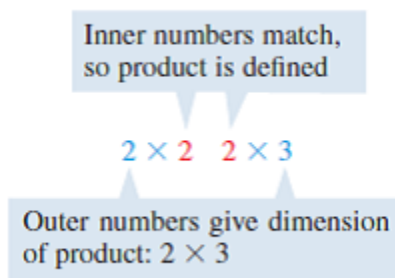 Inner numbers match,
so product is defined
2 × 2 2 × 3
Outer numbers give dimension
of product: 2 × 3